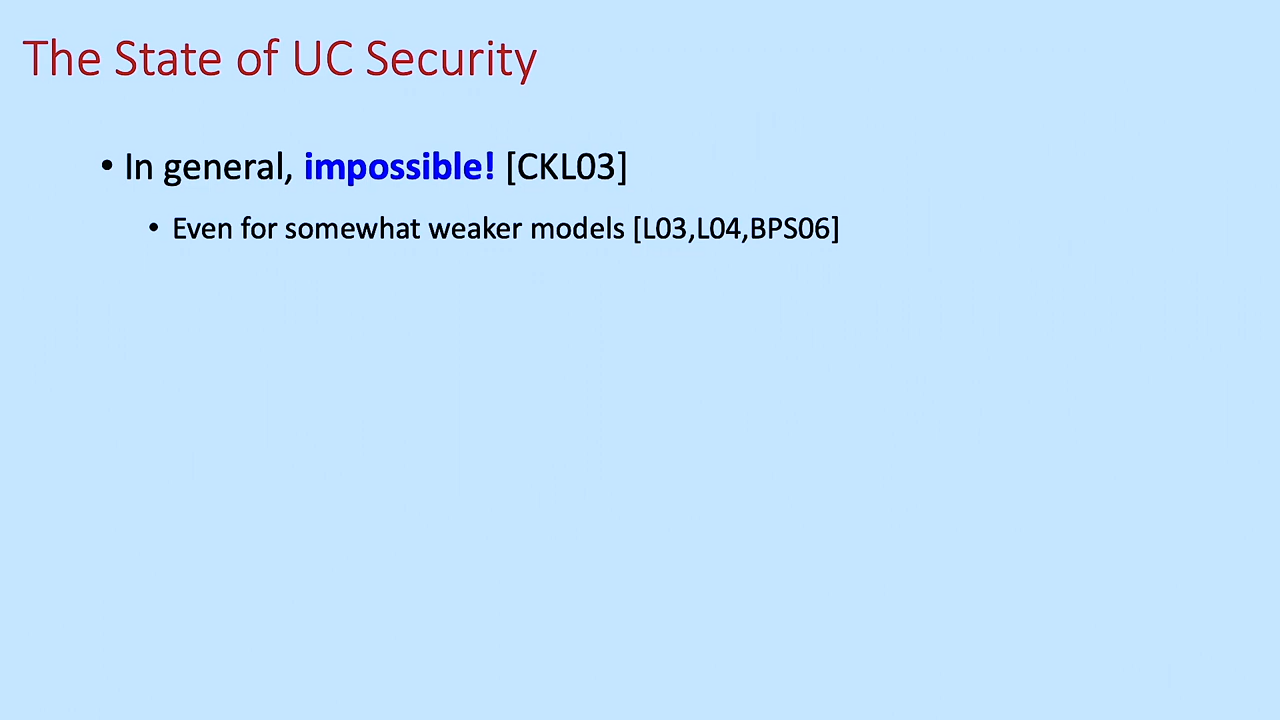 The State of UC Security
• In general, impossible! [CKL03]
• Even for somewhat weaker models [L03,L04,BPS06]